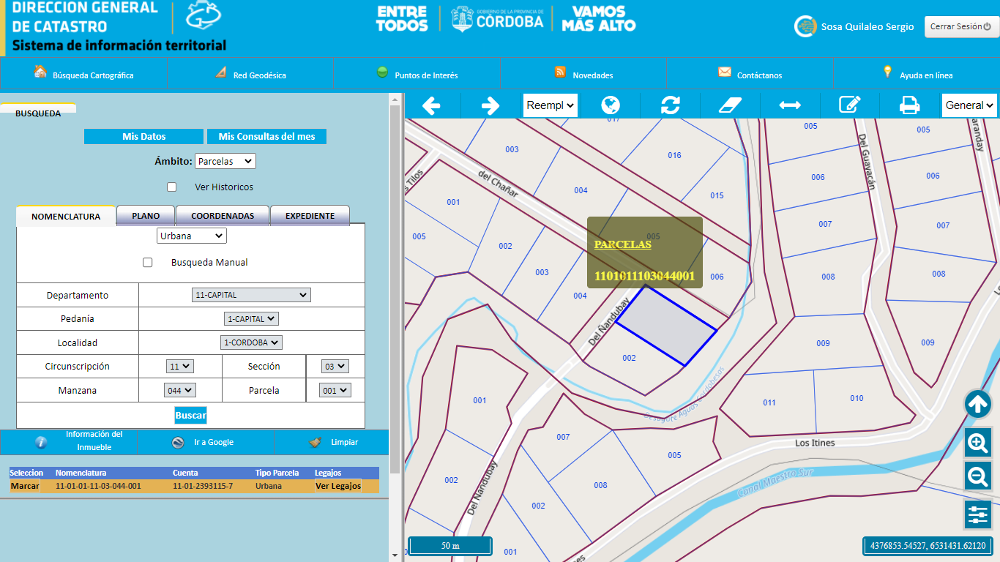 DIRECCION GENERAL
DE CATASTRO
Sistema de información territorial
ENTRE
TODOS
GOBIERNO DE LA PROVINCIA DE
CÓRDOBA
VAMOS
MÁS ALTO
Sosa Quilaleo Sergio
Cerrar Sesión
Búsqueda Cartográfica
Red Geodésica
Puntos de Interés
Novedades
Contáctanos
Ayuda en línea
BUSQUEDA
Mis Datos
Mis Consultas del mes
Ámbito: Parcelas
Ver Historicos
NOMENCLATURA
PLANO
COORDENADAS
EXPEDIENTE
Urbana
Busqueda Manual
Departamento 11-CAPITAL
Pedanía 1-CAPITAL
Localidad 1-CORDOBA
Circunscripción 11 Sección 03
Manzana 044 Parcela 001
Buscar
Información del
Inmueble
Ir a Google
Limpiar
Seleccion Nomenclatura Cuenta Tipo Parcela Legajos
Marcar 11-01-01-11-03-044-001 11-01-2393115-7 Urbana Ver Legajos
Reempl
General
017
005
005
003
016
Del Guayacán
aranday
s Tilos
del Chañar
006
006
004
015
001
007
007
005
005
002
PARCELAS
003
006
008
008
1101011103044001
004
Del Ñandubay
009
009
002
Desagüe Aguas Cordobesas
001
011
010
007
Los Itines
005
Del Ñandubay
002
008
Canal Maestro Sur
002
001
nes
50 m
4376853.54527, 6531431.62120